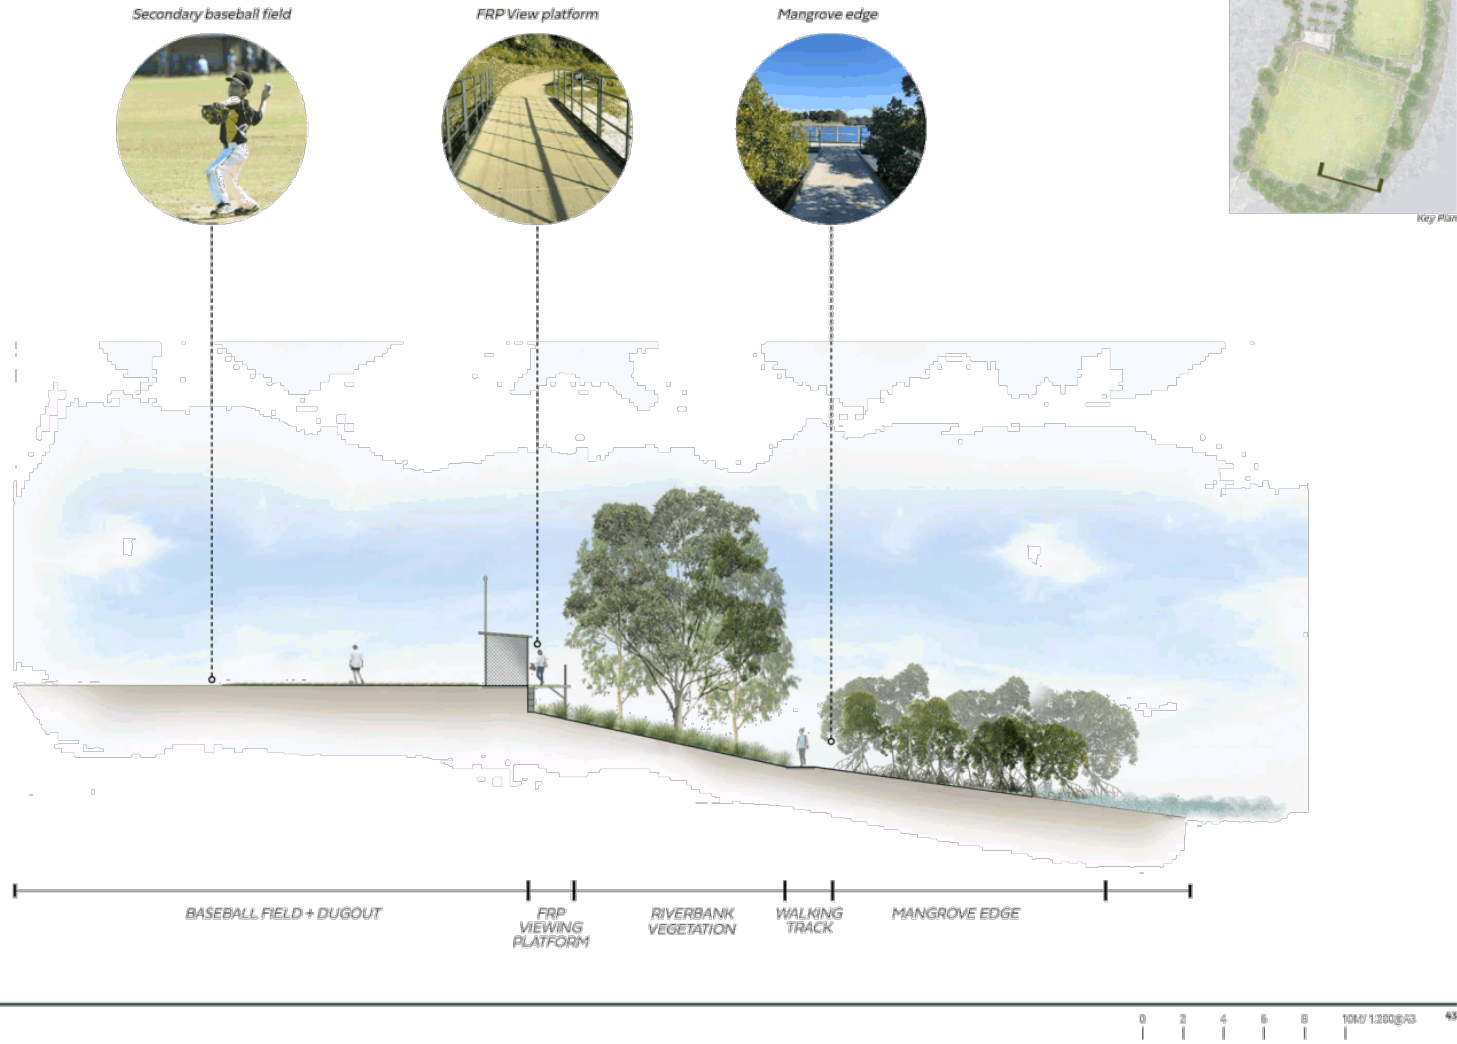 Secondary baseball field
FRP View platform
Mangrove edge
Key Plan
BASEBALL FIELD + DUGOUT
FRP
VIEWING
PLATFORM
RIVERBANK
VEGETATION
WALKING
TRACK
MANGROVE EDGE
0 2 4 6 8 10M/ 1:200@A3
43